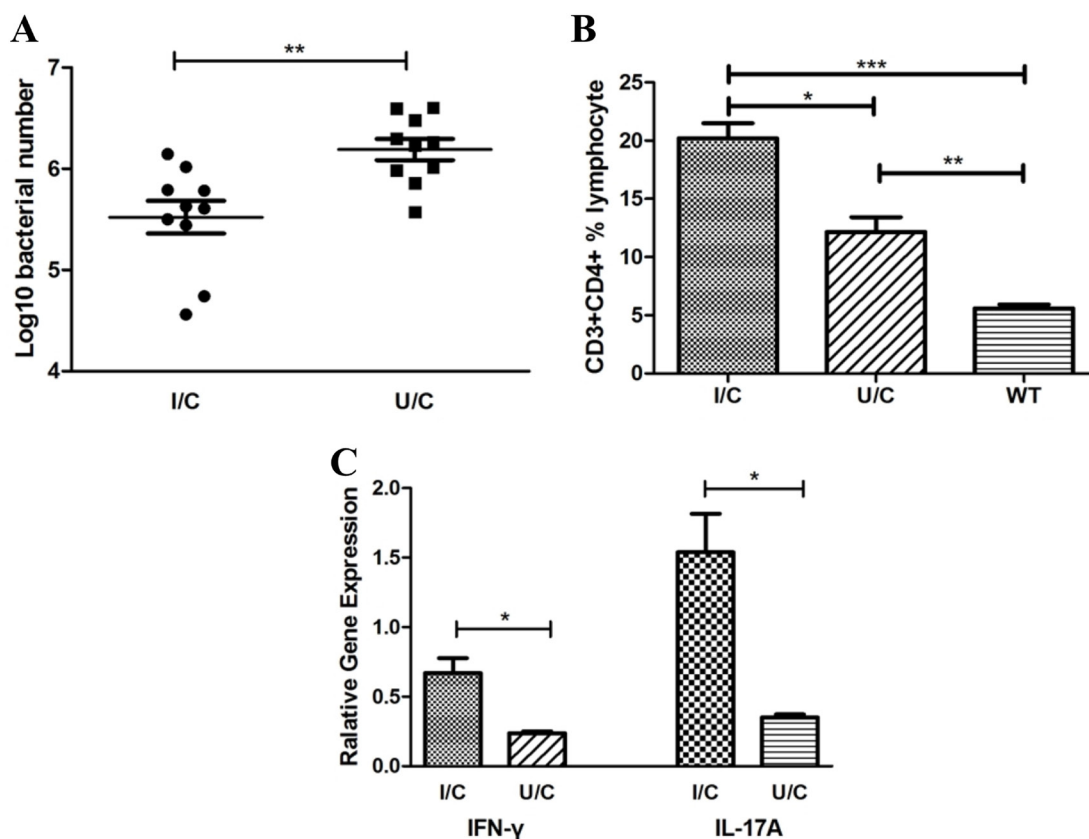 A
Log10 bacterial number
7
6
5
4
**
I/C
U/C
B
CD3+CD4+ % lymphocyte
25
20
15
10
5
0
***
*
**
I/C
U/C
WT
C
Ralative Gene Expression
2.0
1.5
1.0
0.5
0.0
*
*
I/C
U/C
I/C
U/C
IFN-γ
IL-17A